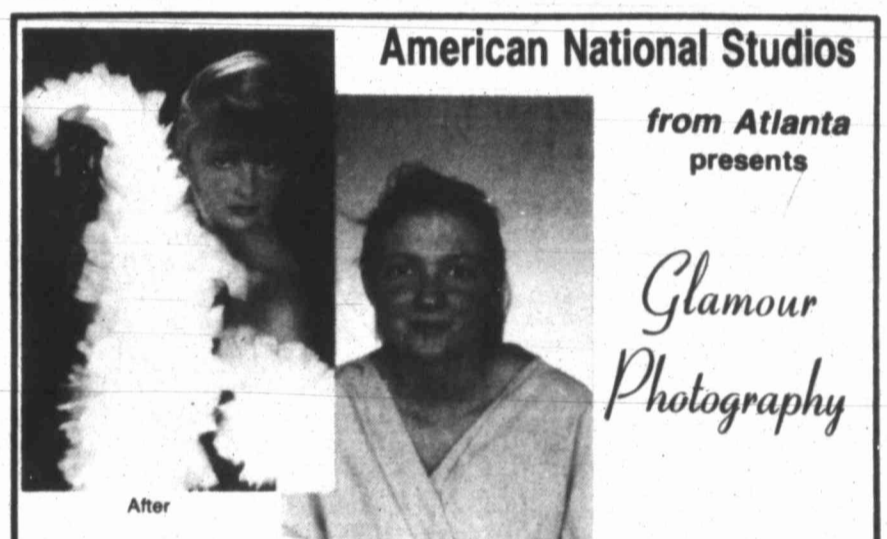 American National Studios
from Atlanta
presents
Glamour
Photography
After